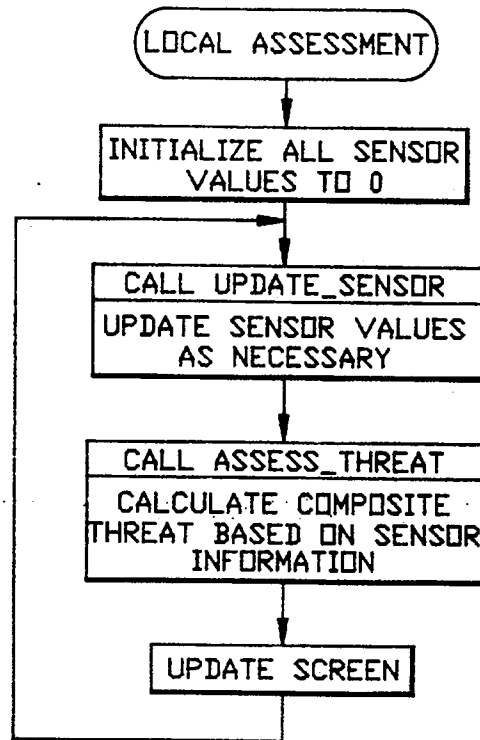 LOCAL ASSESSMENT
INITIALIZE ALL SENSOR
VALUES TO 0
CALL UPDATE_SENSOR
UPDATE SENSOR VALUES
AS NECESSARY
CALL ASSESS_THREAT
CALCULATE COMPOSITE
THREAT BASED ON SENSOR
INFORMATION
UPDATE SCREEN